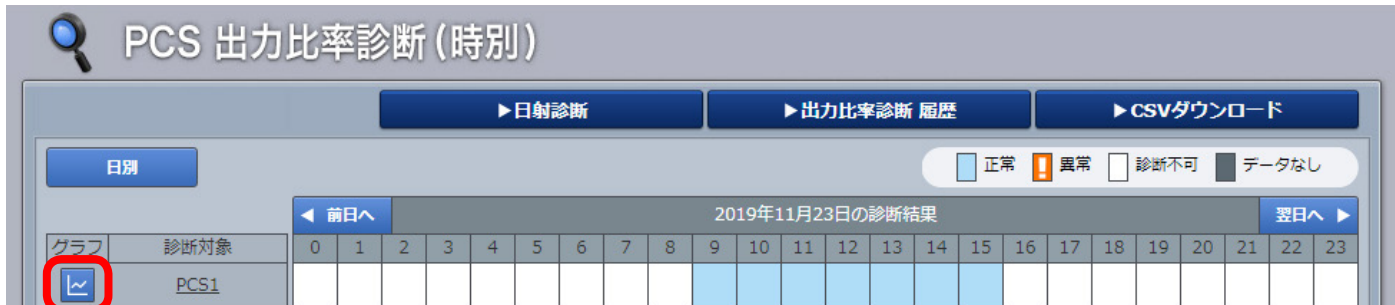 PCS 出力比率診断(時別)
▶日射診断 ▶出力比率診断 履歴 ▶CSVダウンロード
日別 正常 異常 診断不可 データなし
◀ 前日へ 2019年11月23日の診断結果 翌日へ ▶
グラフ 診断対象 0 1 2 3 4 5 6 7 8 9 10 11 12 13 14 15 16 17 18 19 20 21 22 23
PCS1